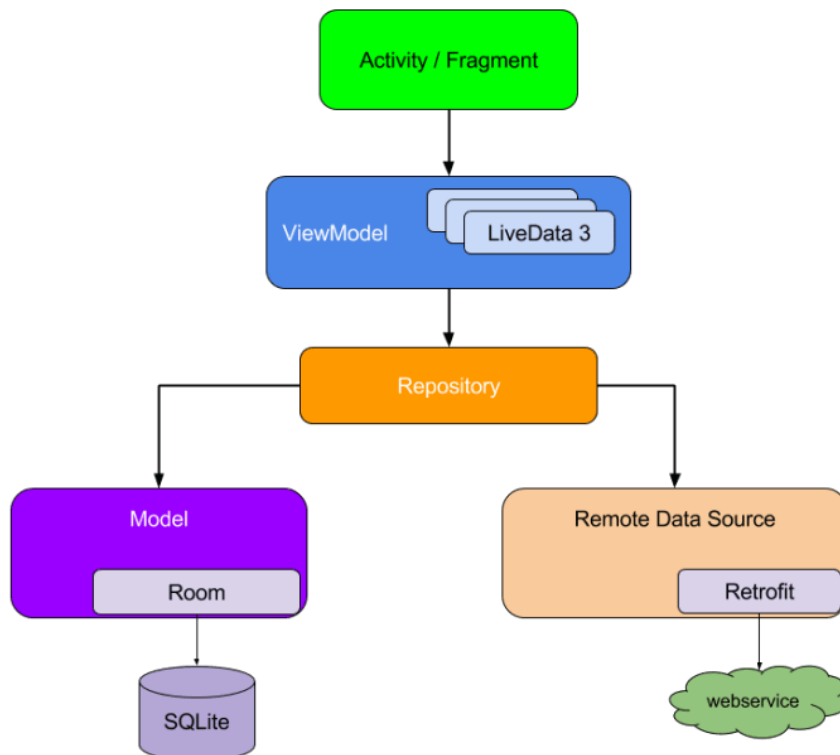 Activity / Fragment
ViewModel
LiveData 3
Repository
Model
Remote Data Source
Room
Retrofit
SQLite
webservice